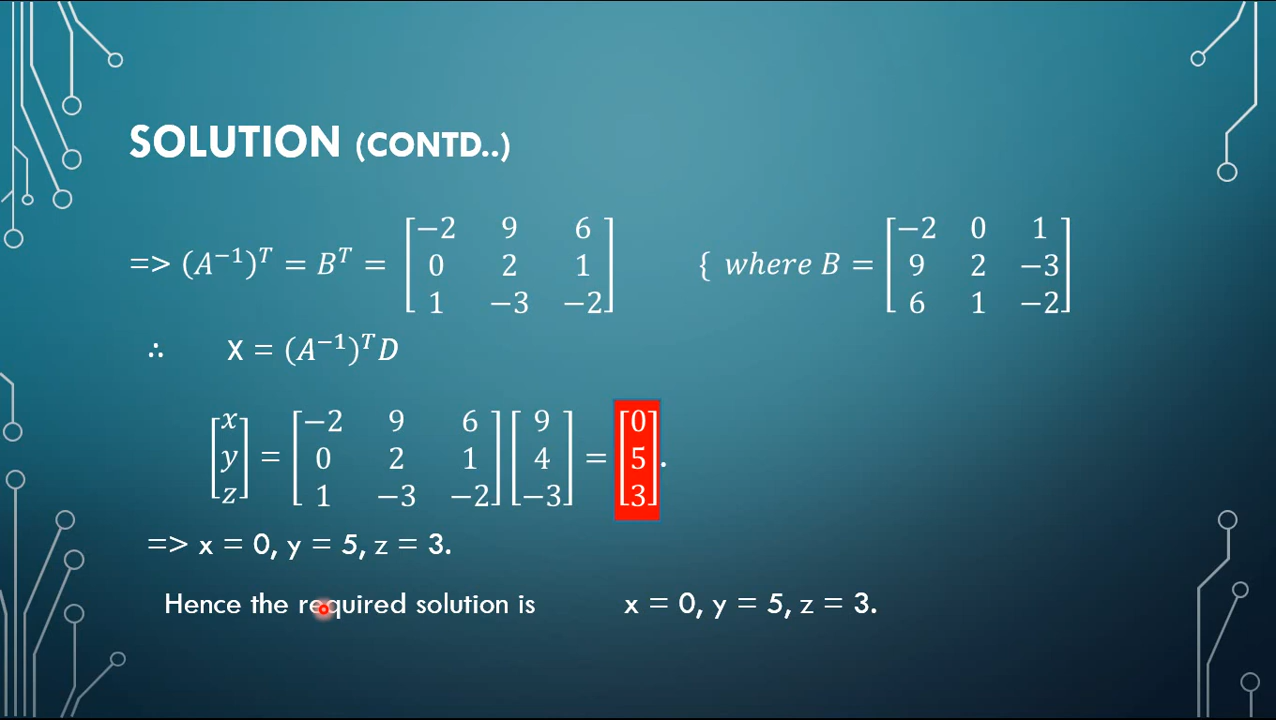 SOLUTION (CONTD..)
=> (A⁻¹)ᵀ = Bᵀ = [−2 9 6; 0 2 1; 1 −3 −2] { where B = [−2 0 1; 9 2 −3; 6 1 −2]
∴ X = (A⁻¹)ᵀD
[x; y; z] = [−2 9 6; 0 2 1; 1 −3 −2] [9; 4; −3] = [0; 5; 3].
=> x = 0, y = 5, z = 3.
Hence the required solution is x = 0, y = 5, z = 3.